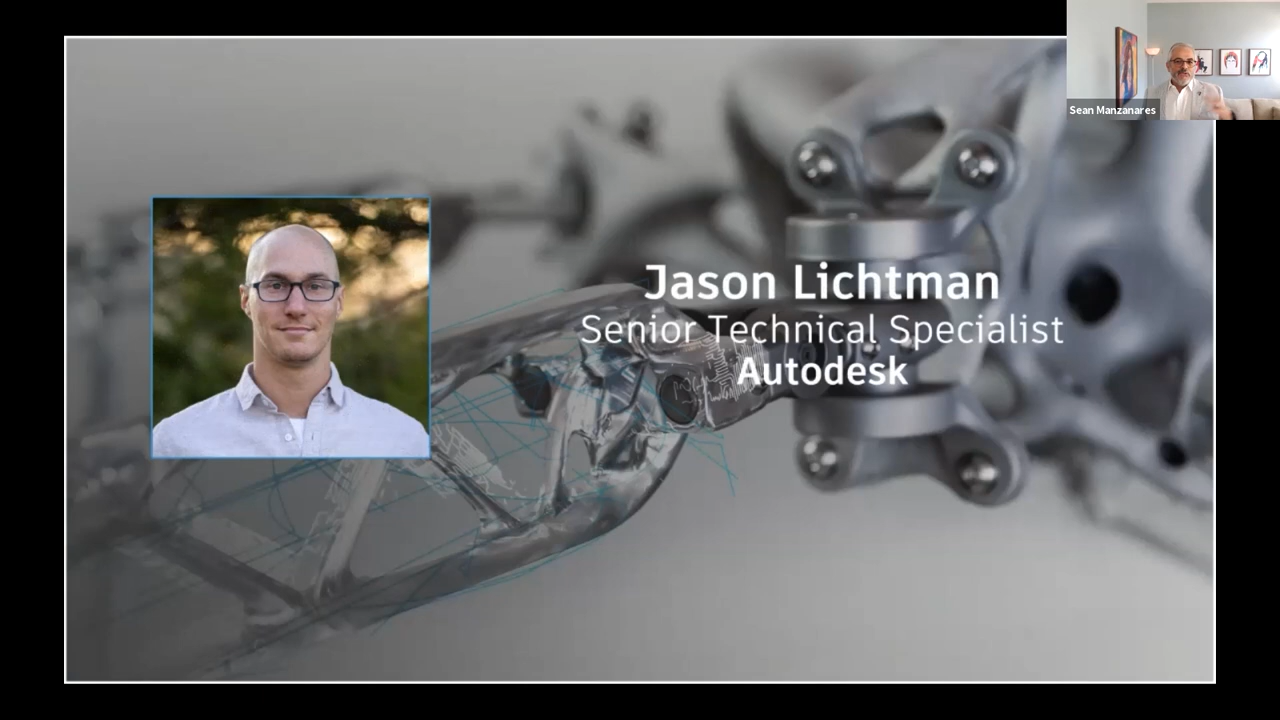 Sean Manzanares
Jason Lichtman
Senior Technical Specialist
Autodesk